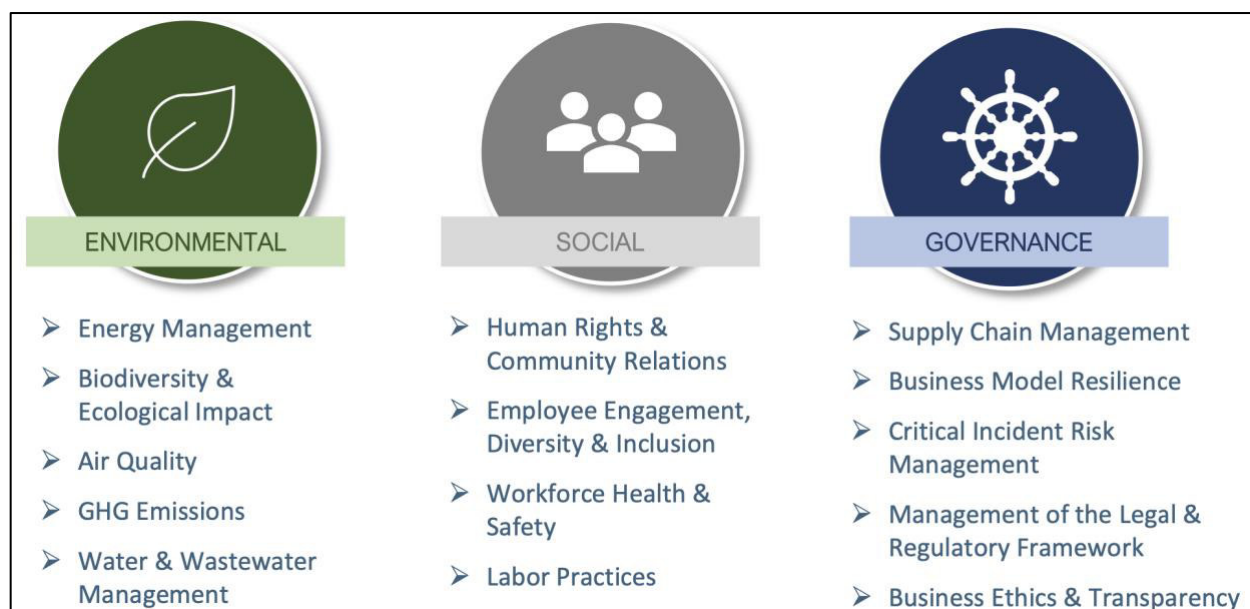 ENVIRONMENTAL
➢ Energy Management
➢ Biodiversity &
Ecological Impact
➢ Air Quality
➢ GHG Emissions
➢ Water & Wastewater
Management
SOCIAL
➢ Human Rights &
Community Relations
➢ Employee Engagement,
Diversity & Inclusion
➢ Workforce Health &
Safety
➢ Labor Practices
GOVERNANCE
➢ Supply Chain Management
➢ Business Model Resilience
➢ Critical Incident Risk
Management
➢ Management of the Legal &
Regulatory Framework
➢ Business Ethics & Transparency